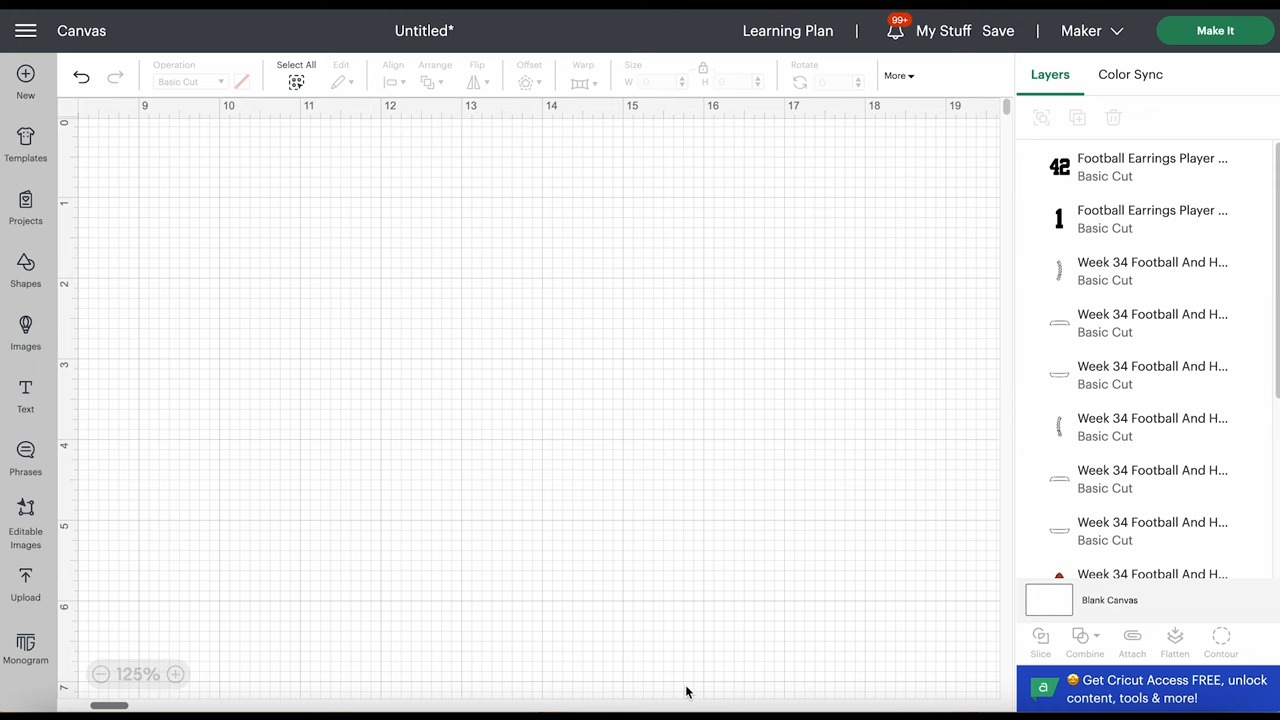 Canvas
Untitled*
Learning Plan
99+
My Stuff
Save
Maker
Make It
New
Templates
Projects
Shapes
Images
Text
Phrases
Editable
Images
Upload
Monogram
Operation
Basic Cut
Select All
Edit
Align
Arrange
Flip
Offset
Warp
Size
W 0
H 0
Rotate
0
More
9 10 11 12 13 14 15 16 17 18 19
0
1
2
3
4
5
6
7
125%
Layers
Color Sync
42
Football Earrings Player ...
Basic Cut
1
Football Earrings Player ...
Basic Cut
Week 34 Football And H...
Basic Cut
Week 34 Football And H...
Basic Cut
Week 34 Football And H...
Basic Cut
Week 34 Football And H...
Basic Cut
Week 34 Football And H...
Basic Cut
Week 34 Football And H...
Basic Cut
Week 34 Football And H...
Blank Canvas
Slice
Combine
Attach
Flatten
Contour
a
🤩 Get Cricut Access FREE, unlock
content, tools & more!